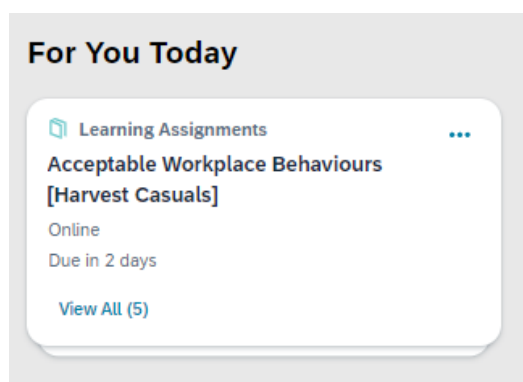 For You Today
Learning Assignments
Acceptable Workplace Behaviours
[Harvest Casuals]
Online
Due in 2 days
View All (5)